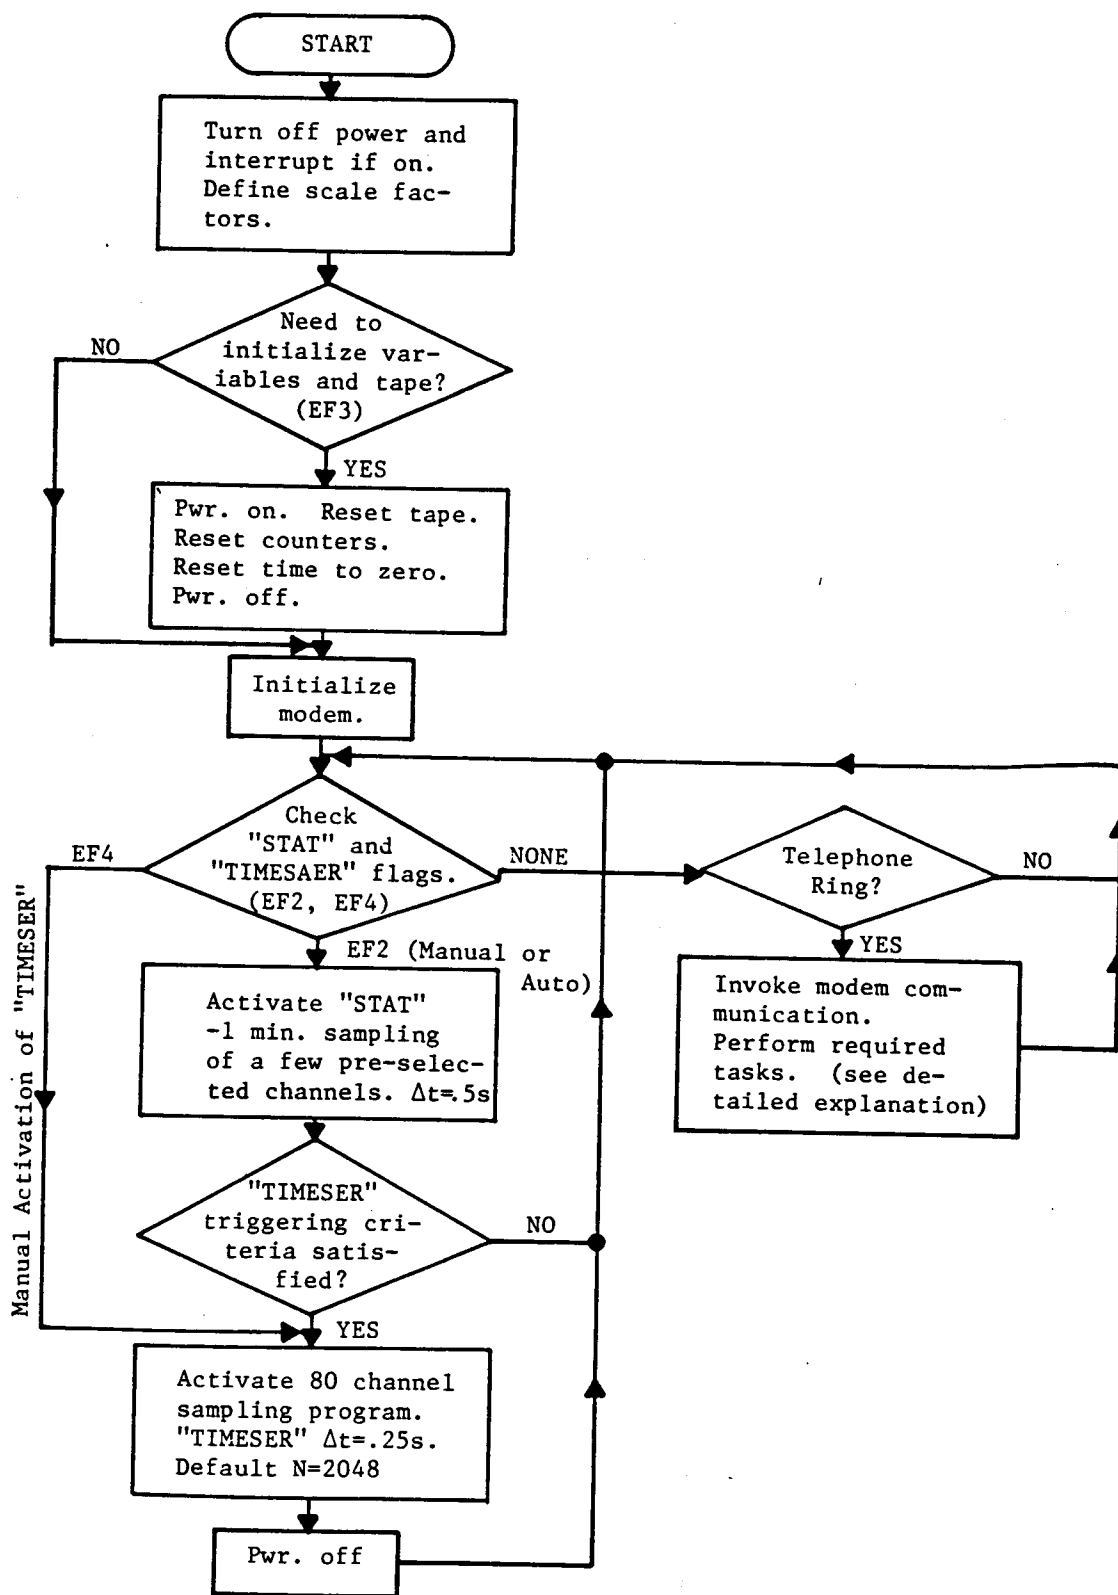 START
Turn off power and
interrupt if on.
Define scale fac-
tors.
Need to
initialize var-
iables and tape?
(EF3)
NO
YES
Pwr. on. Reset tape.
Reset counters.
Reset time to zero.
Pwr. off.
Initialize
modem.
Check
"STAT" and
"TIMESAER" flags.
(EF2, EF4)
EF4
NONE
Telephone
Ring?
NO
YES
Invoke modem com-
munication.
Perform required
tasks. (see de-
tailed explanation)
EF2 (Manual or
Auto)
Manual Activation of "TIMESER"
Activate "STAT"
-1 min. sampling
of a few pre-selec-
ted channels. Δt=.5s
"TIMESER"
triggering cri-
teria satis-
fied?
NO
YES
Activate 80 channel
sampling program.
"TIMESER" Δt=.25s.
Default N=2048
Pwr. off